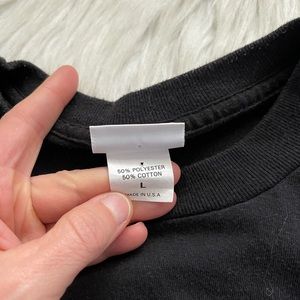 50% POLYESTER
50% COTTON
L
MADE IN U.S.A.